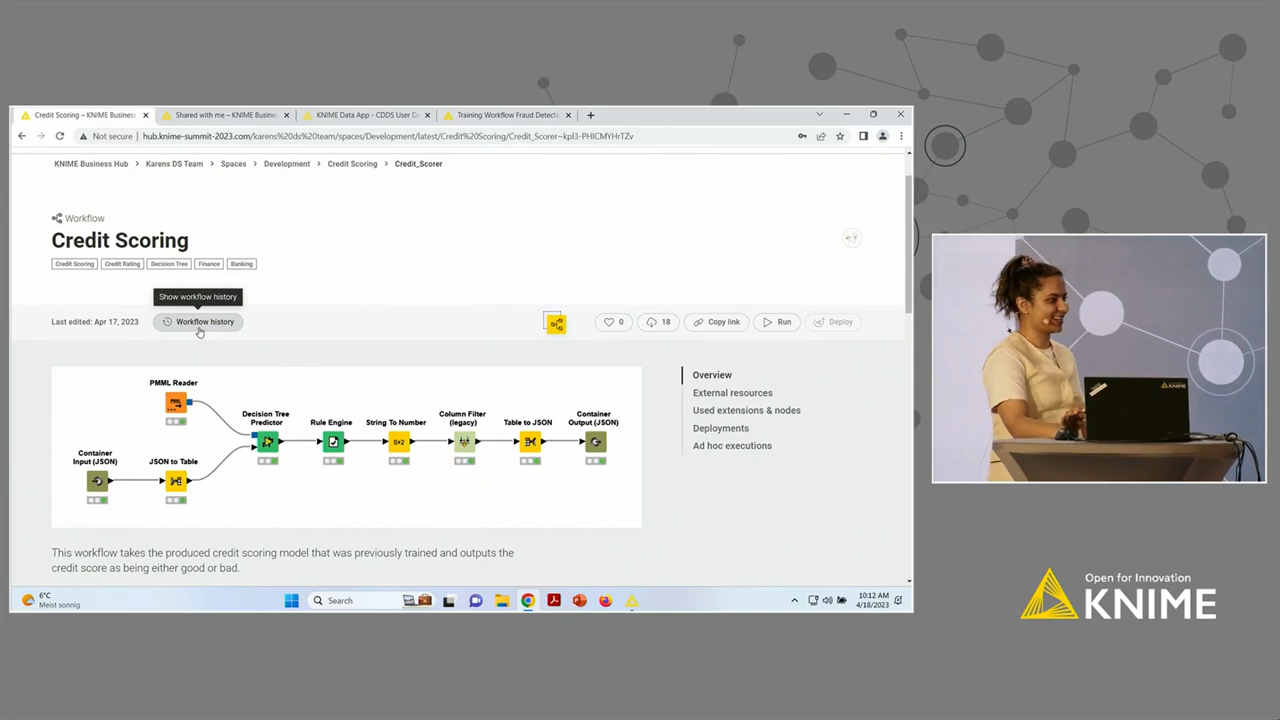 Credit Scoring – KNIME Business
Shared with me – KNIME Busine
KNIME Data App - CDDS User D
Training Workflow Fraud Detecti
Not secure
hub.knime-summit-2023.com/karens%20ds%20team/spaces/Development/latest/Credit%20Scoring/Credit_Scorer~kpl3-PHlCMYHrTZv
KNIME Business Hub > Karens DS Team > Spaces > Development > Credit Scoring > Credit_Scorer
Workflow
Credit Scoring
Credit Scoring
Credit Rating
Decision Tree
Finance
Banking
Show workflow history
Last edited: Apr 17, 2023
Workflow history
0
18
Copy link
Run
Deploy
PMML Reader
Decision Tree
Predictor
Rule Engine
String To Number
Column Filter
(legacy)
Table to JSON
Container
Output (JSON)
Container
Input (JSON)
JSON to Table
Overview
External resources
Used extensions & nodes
Deployments
Ad hoc executions
This workflow takes the produced credit scoring model that was previously trained and outputs the
credit score as being either good or bad.
6°C
Meist sonnig
Search
10:12 AM
4/18/2023
KNIME
Open for Innovation
KNIME